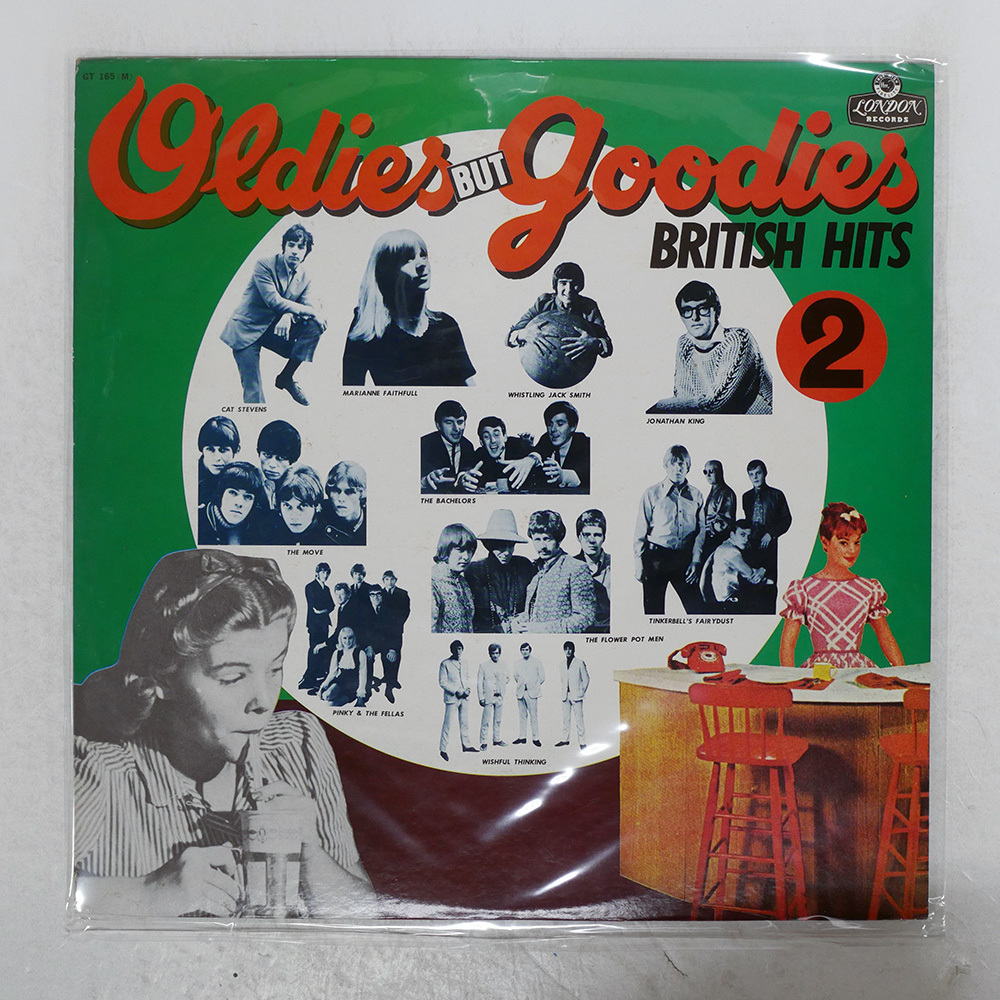 GT 165 (M)
LONDON
RECORDS
Oldies BUT Goodies
BRITISH HITS
2
CAT STEVENS
MARIANNE FAITHFULL
WHISTLING JACK SMITH
JONATHAN KING
THE MOVE
THE BACHELORS
THE FLOWER POT MEN
TINKERBELL'S FAIRYDUST
PINKY & THE FELLAS
WISHFUL THINKING